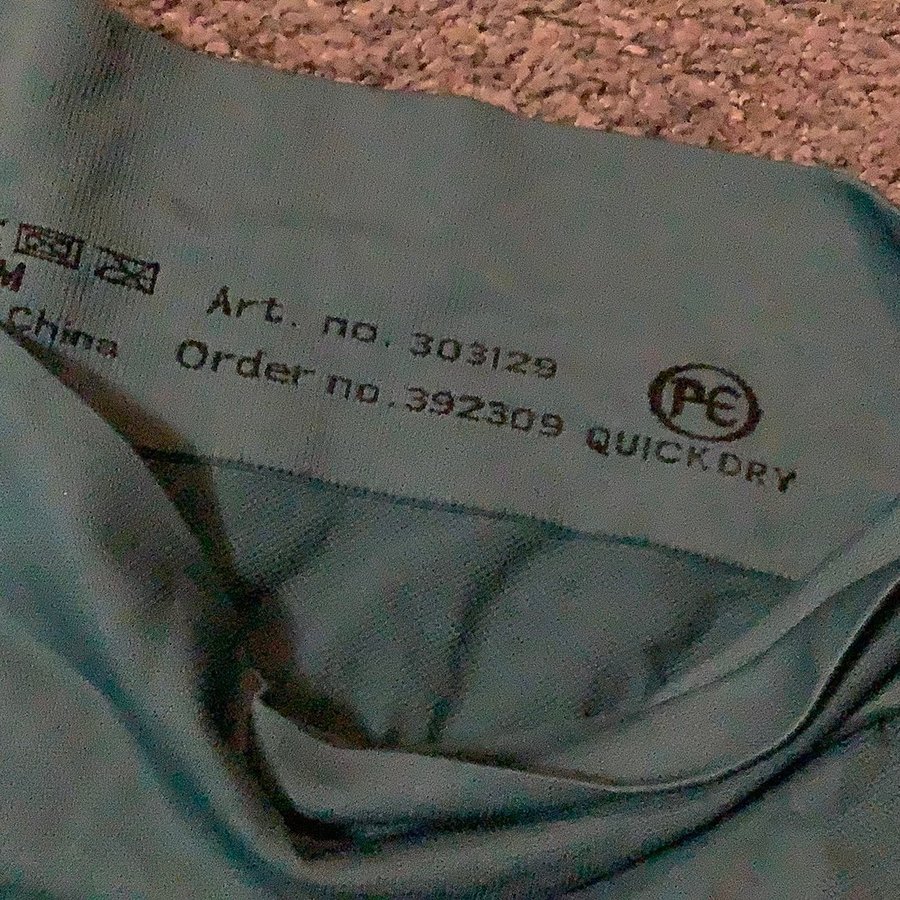 M
China
Art. no. 303129
Order no. 392309
PE
QUICKDRY